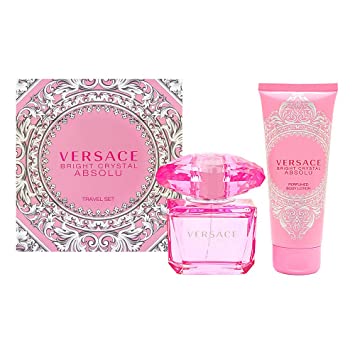 VERSACE
BRIGHT CRYSTAL
ABSOLU
TRAVEL SET
VERSACE
VERSACE
BRIGHT CRYSTAL
ABSOLU
PERFUMED
BODY LOTION